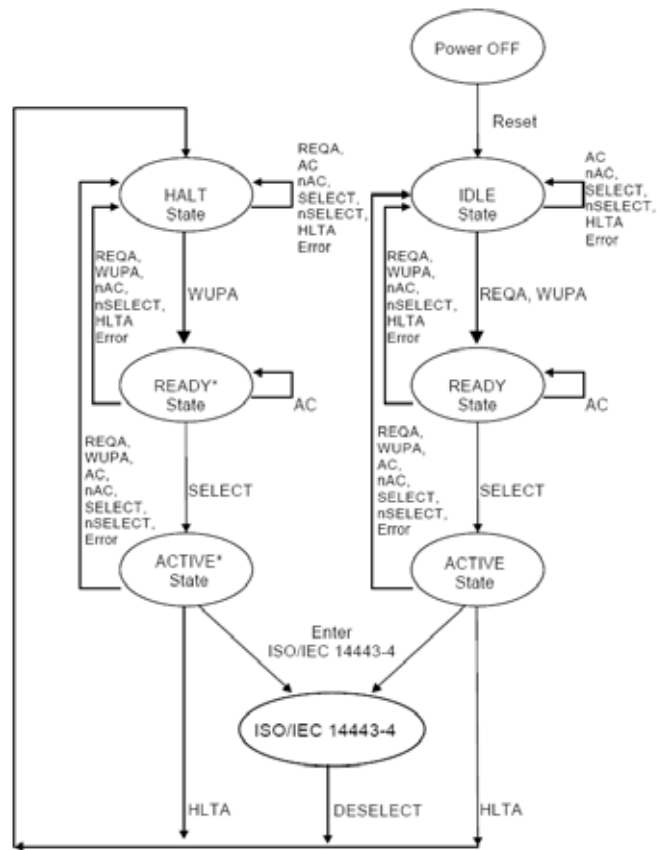 Power OFF
Reset
REQA,
AC
nAC,
SELECT,
nSELECT,
HLTA
Error
HALT
State
AC
nAC,
SELECT,
nSELECT,
HLTA
Error
IDLE
State
REQA,
WUPA,
nAC,
nSELECT,
HLTA
Error
WUPA
REQA,
WUPA,
nAC,
nSELECT,
HLTA
Error
REQA, WUPA
READY*
State
AC
READY
State
AC
REQA,
WUPA,
AC,
nAC,
SELECT,
nSELECT,
Error
SELECT
REQA,
WUPA,
AC,
nAC,
SELECT,
nSELECT,
Error
SELECT
ACTIVE*
State
ACTIVE
State
Enter
ISO/IEC 14443-4
ISO/IEC 14443-4
HLTA
DESELECT
HLTA